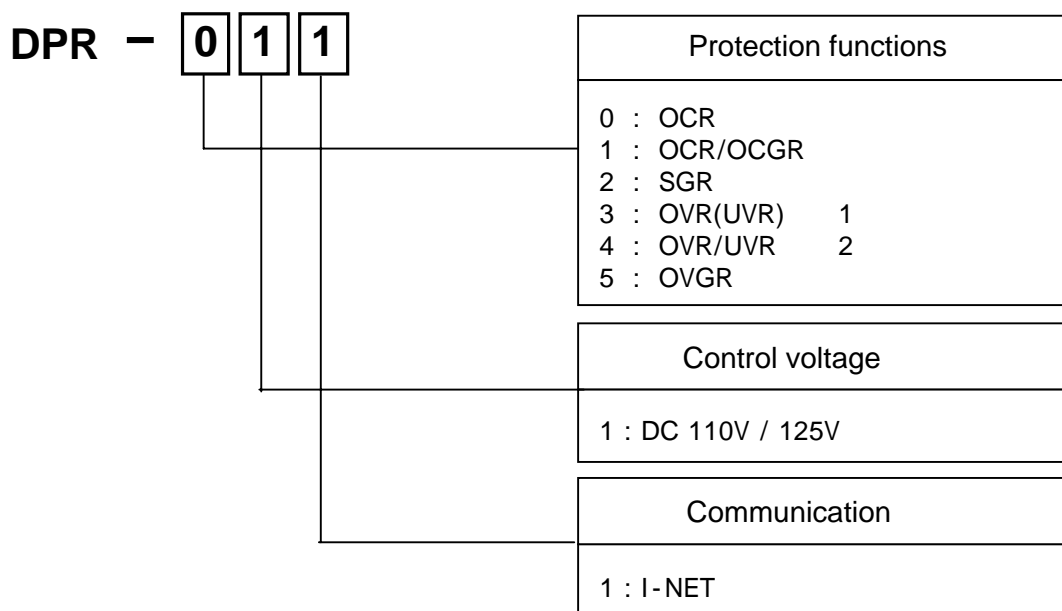 DPR - 0 1 1
Protection functions
0 : OCR
1 : OCR/OCGR
2 : SGR
3 : OVR(UVR) 1
4 : OVR/UVR 2
5 : OVGR
Control voltage
1 : DC 110V / 125V
Communication
1 : I-NET